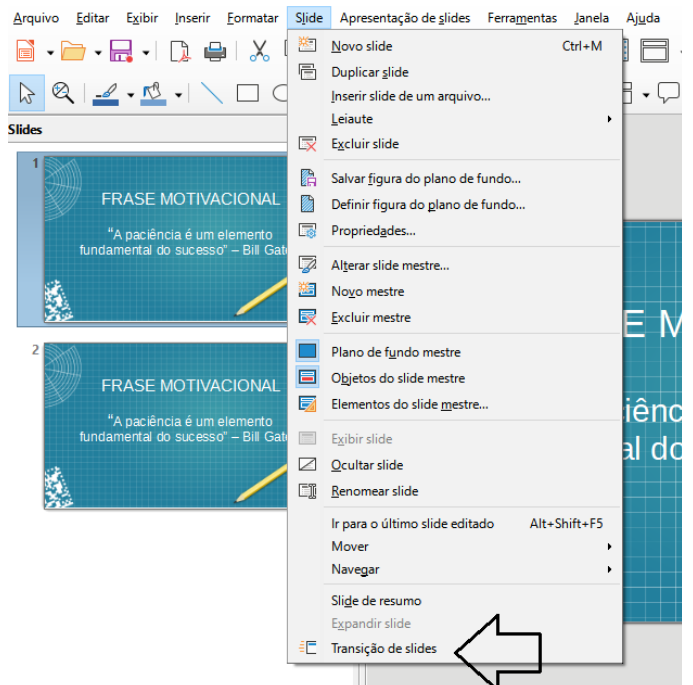 Arquivo Editar Exibir Inserir Formatar Slide Apresentação de slides Ferramentas Janela Ajuda
Novo slide Ctrl+M
Duplicar slide
Inserir slide de um arquivo...
Leiaute
Excluir slide
Salvar figura do plano de fundo...
Definir figura do plano de fundo...
Propriedades...
Alterar slide mestre...
Novo mestre
Excluir mestre
Plano de fundo mestre
Objetos do slide mestre
Elementos do slide mestre...
Exibir slide
Ocultar slide
Renomear slide
Ir para o último slide editado Alt+Shift+F5
Mover
Navegar
Slide de resumo
Expandir slide
Transição de slides
Slides
1
FRASE MOTIVACIONAL
“A paciência é um elemento
fundamental do sucesso” – Bill Gat
2
FRASE MOTIVACIONAL
“A paciência é um elemento
fundamental do sucesso” – Bill Gat
E M
iênc
al do